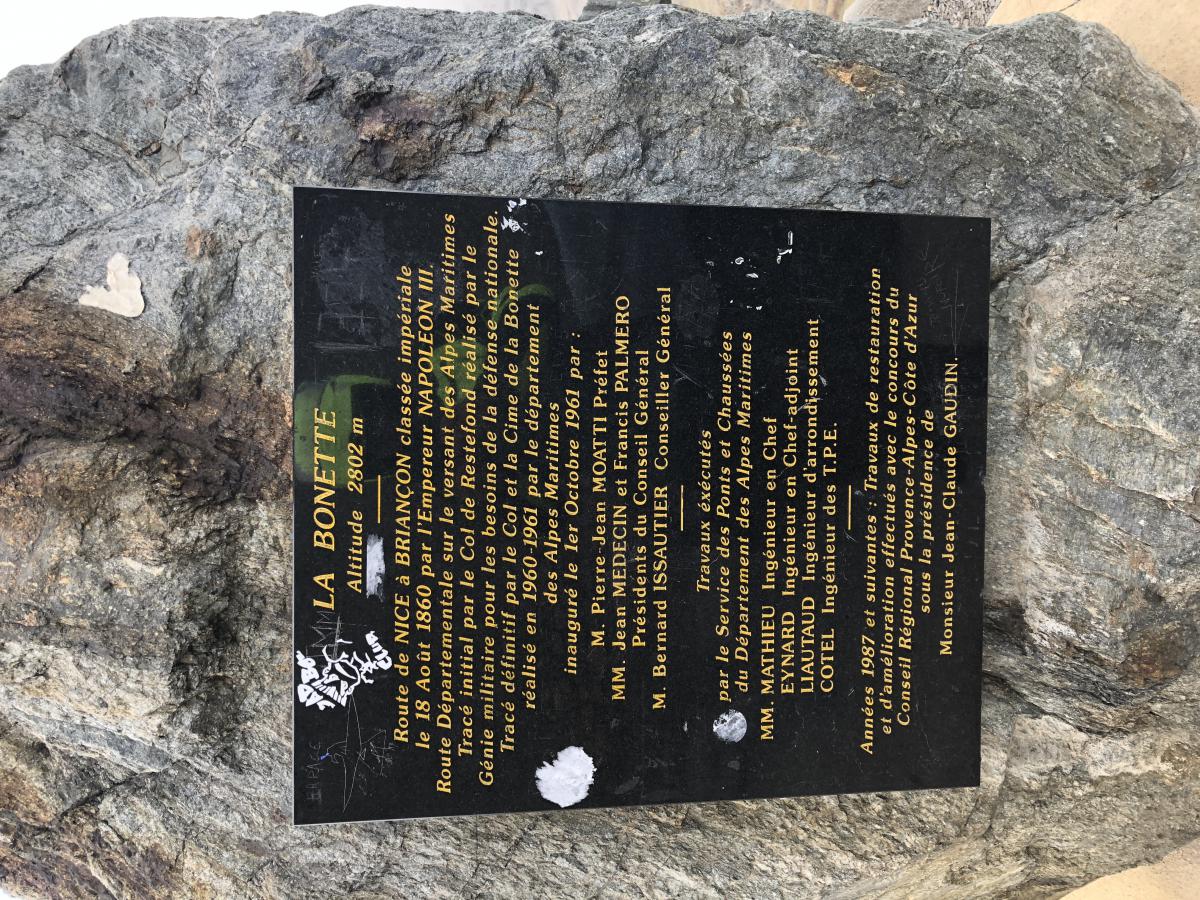 LA BONETTE
Altitude 2802 m
Route de NICE à BRIANÇON classée impériale
le 18 Août 1860 par l'Empereur NAPOLEON III.
Route Départementale sur le versant des Alpes Maritimes
Tracé initial par le Col de Restefond réalisé par le
Génie militaire pour les besoins de la défense nationale.
Tracé définitif par le Col et la Cime de la Bonette
réalisé en 1960-1961 par le département
des Alpes Maritimes
inauguré le 1er Octobre 1961 par :
M. Pierre-Jean MOATTI Préfet
MM. Jean MEDECIN et Francis PALMERO
Présidénts du Conseil Général
M. Bernard ISSAUTIER Conseiller Général
Travaux éxécutés
par le Service des Ponts et Chaussées
du Département des Alpes Maritimes
MM. MATHIEU Ingénieur en Chef
EYNARD Ingénieur en Chef-adjoint
LIAUTAUD Ingénieur d'arrondissement
COTEL Ingénieur des T.P.E.
Années 1987 et suivantes : Travaux de restauration
et d'amélioration effectués avec le concours du
Conseil Régional Provence-Alpes-Côte d'Azur
sous la présidence de
Monsieur Jean-Claude GAUDIN.